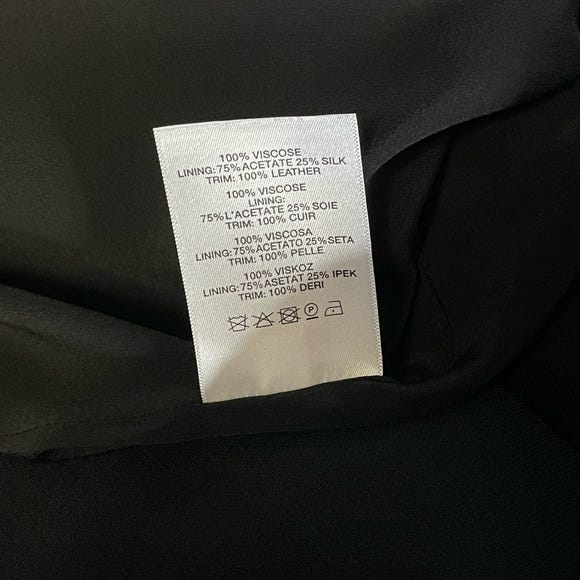 100% VISCOSE
LINING:75%ACETATE 25% SILK
TRIM: 100% LEATHER
100% VISCOSE
LINING:
75%L'ACETATE 25% SOIE
TRIM: 100% CUIR
100% VISCOSA
LINING:75%ACETATO 25%SETA
TRIM: 100% PELLE
100% VISKOZ
LINING:75%ASETAT 25% IPEK
TRIM: 100% DERI
P